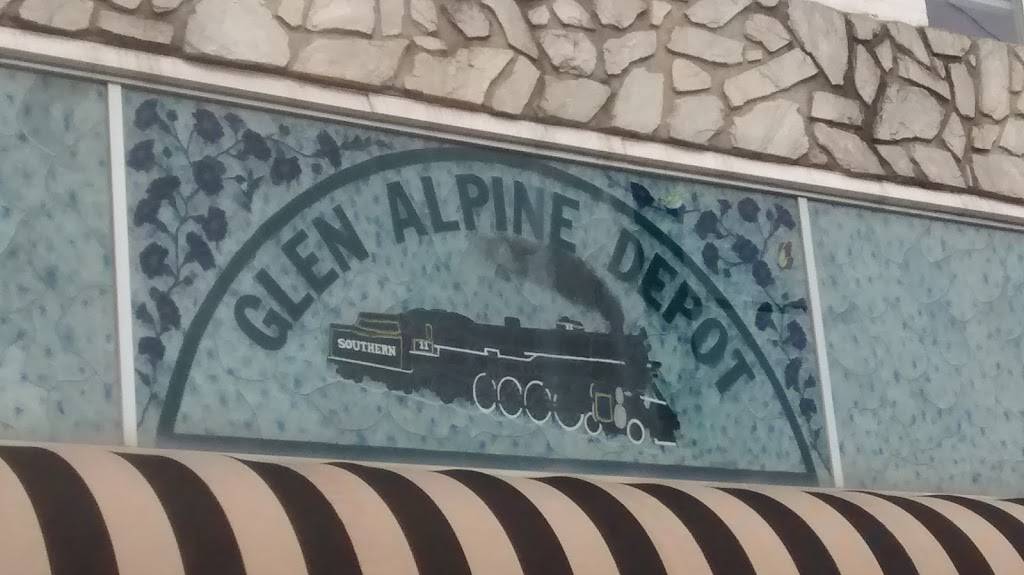 GLEN ALPINE DEPOT
SOUTHERN
11